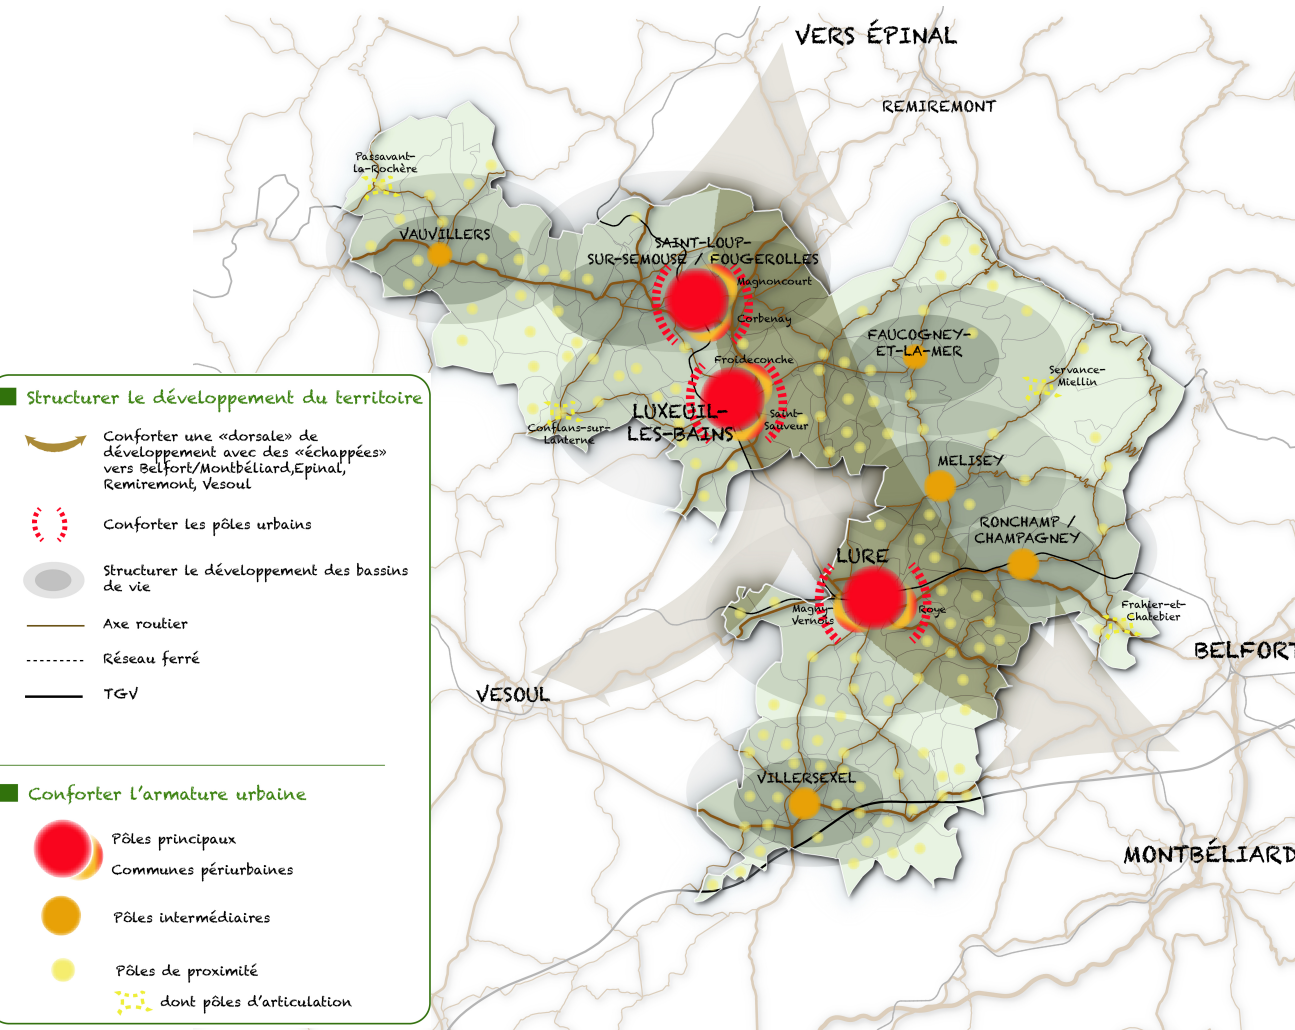 VERS ÉPINAL
REMIREMONT
Passavant-
la-Rochère
VAUVILLERS
SAINT-LOUP-
SUR-SEMOUSE / FOUGEROLLES
Magnoncourt
Corbenay
Froideconche
FAUCOGNEY-
ET-LA-MER
Servance-
Miellin
LUXEUIL-
LES-BAINS
Saint-
Sauveur
Conflans-sur-
Lanterne
MELISEY
RONCHAMP /
CHAMPAGNEY
LURE
Magny-
Vernois
Roye
Frahier-et-
Chatebier
BELFORT
VESOUL
VILLERSEXEL
MONTBÉLIARD
Structurer le développement du territoire
Conforter une «dorsale» de
développement avec des «échappées»
vers Belfort/Montbéliard,Epinal,
Remiremont, Vesoul
Conforter les pôles urbains
Structurer le développement des bassins
de vie
Axe routier
Réseau ferré
TGV
Conforter l'armature urbaine
Pôles principaux
Communes périurbaines
Pôles intermédiaires
Pôles de proximité
dont pôles d'articulation